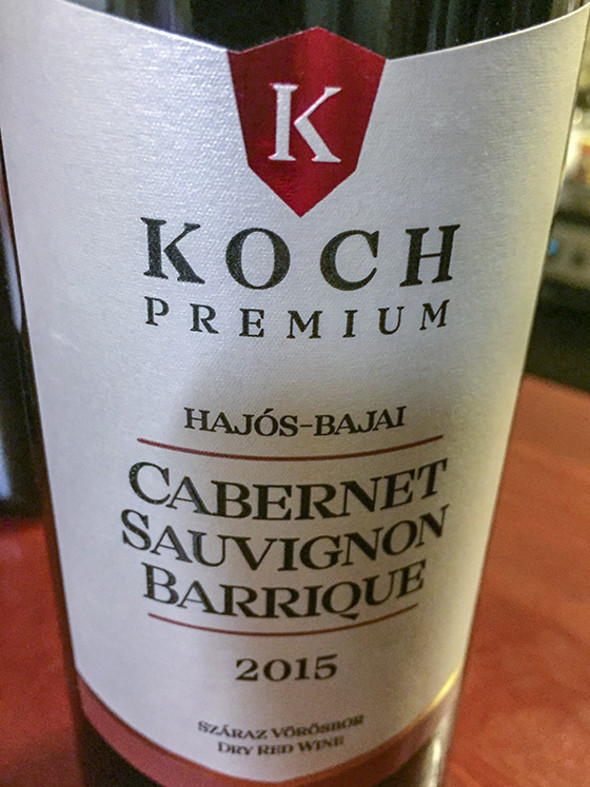 K
KOCH
PREMIUM
HAJÓS-BAJAI
CABERNET
SAUVIGNON
BARRIQUE
2015
SZÁRAZ VÖRÖSBOR
DRY RED WINE